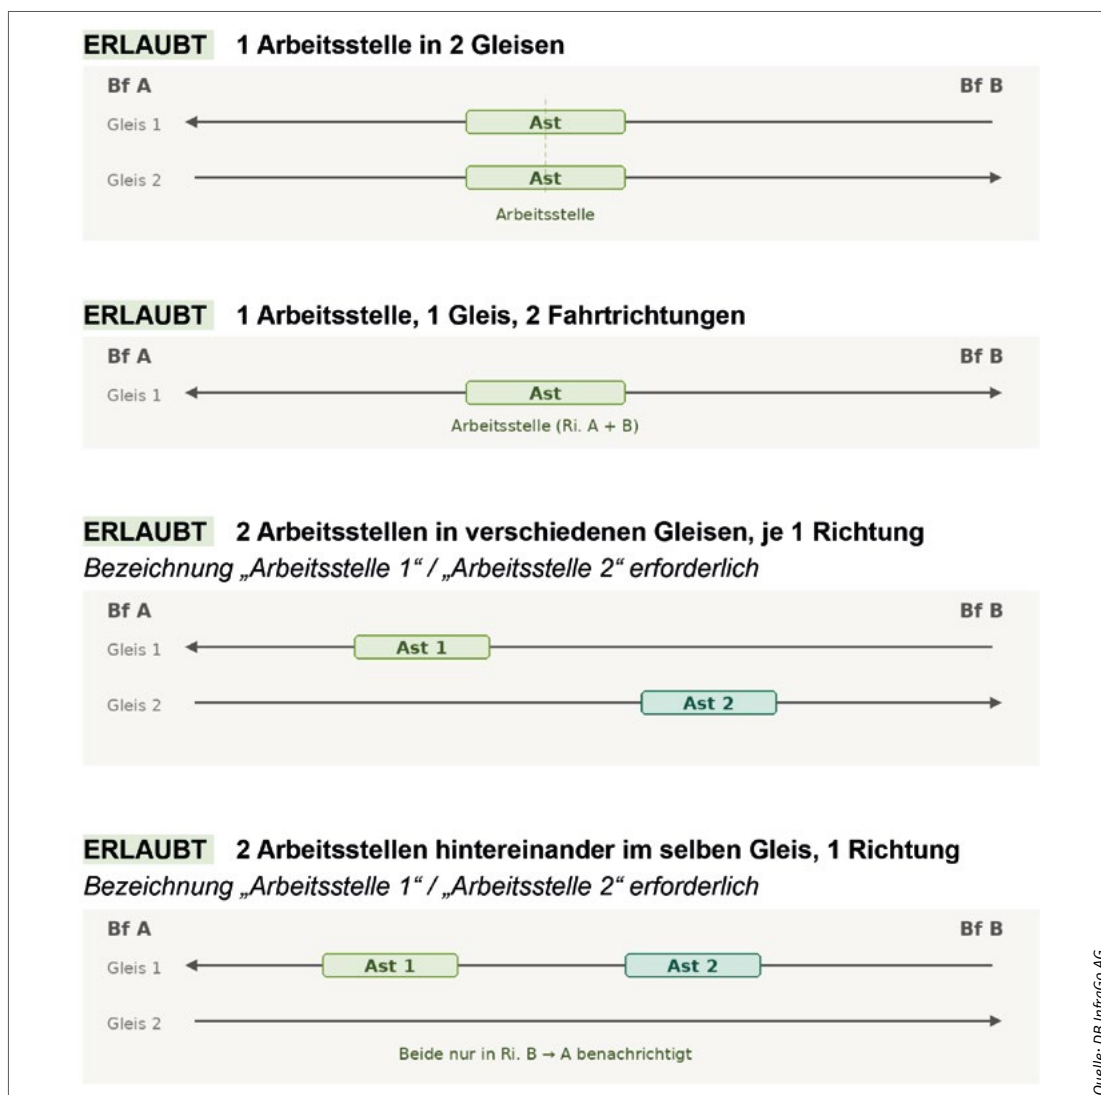 ERLAUBT 1 Arbeitsstelle in 2 Gleisen
Bf A Bf B
Gleis 1 Ast
Gleis 2 Ast
Arbeitsstelle
ERLAUBT 1 Arbeitsstelle, 1 Gleis, 2 Fahrtrichtungen
Bf A Bf B
Gleis 1 Ast
Arbeitsstelle (Ri. A + B)
ERLAUBT 2 Arbeitsstellen in verschiedenen Gleisen, je 1 Richtung
Bezeichnung „Arbeitsstelle 1“ / „Arbeitsstelle 2“ erforderlich
Bf A Bf B
Gleis 1 Ast 1
Gleis 2 Ast 2
ERLAUBT 2 Arbeitsstellen hintereinander im selben Gleis, 1 Richtung
Bezeichnung „Arbeitsstelle 1“ / „Arbeitsstelle 2“ erforderlich
Bf A Bf B
Gleis 1 Ast 1 Ast 2
Gleis 2
Beide nur in Ri. B → A benachrichtigt
Quelle: DB InfraGo AG